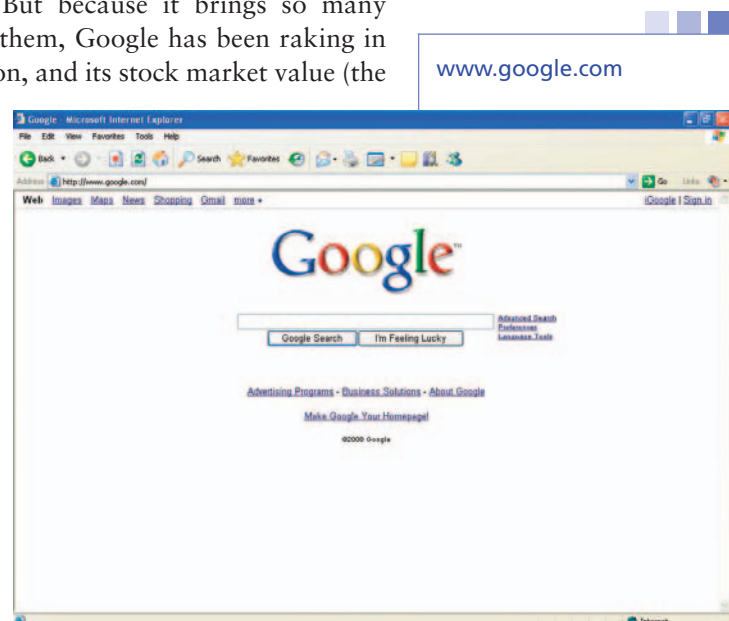 But because it brings so many
them, Google has been raking in
on, and its stock market value (the
www.google.com
Google - Microsoft Internet Explorer
File Edit View Favorites Tools Help
Back Search Favorites
Address http://www.google.com/ Go Links
Web Images Maps News Shopping Gmail more
iGoogle | Sign in
Google™
Advanced Search
Preferences
Language Tools
Google Search I'm Feeling Lucky
Advertising Programs - Business Solutions - About Google
Make Google Your Homepage!
Google
Internet